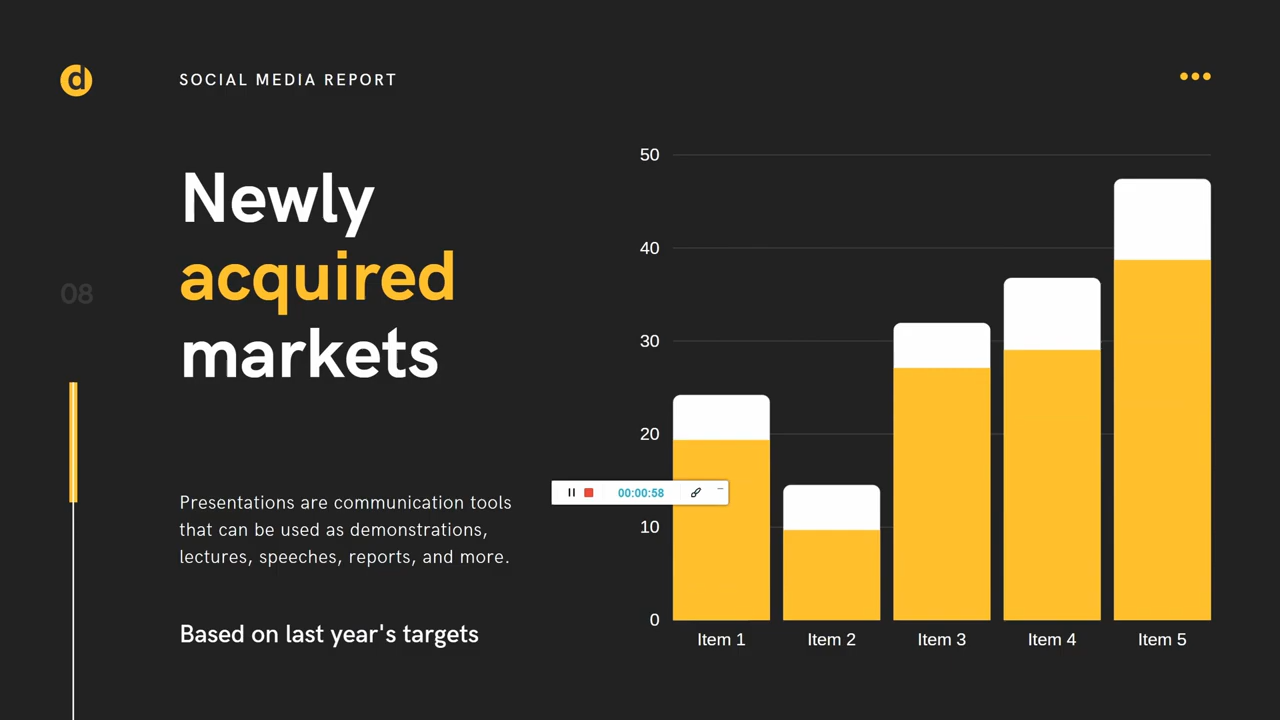 d
SOCIAL MEDIA REPORT
Newly
acquired
markets
08
Presentations are communication tools
that can be used as demonstrations,
lectures, speeches, reports, and more.
Based on last year's targets
50
40
30
20
10
0
00:00:58
Item 1 Item 2 Item 3 Item 4 Item 5